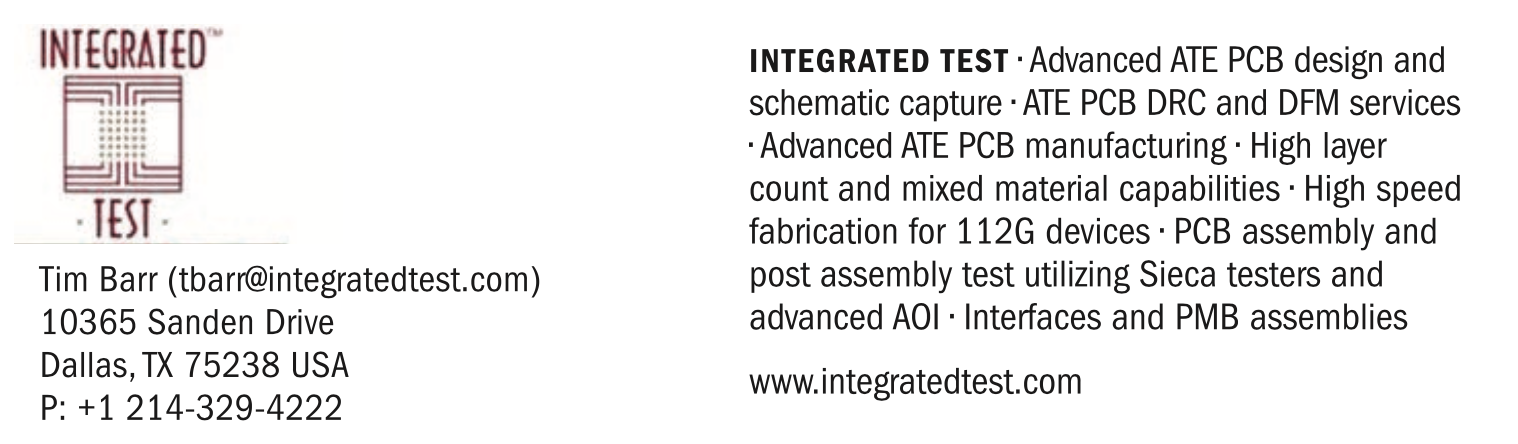 INTEGRATED™
· TEST ·
Tim Barr (tbarr@integratedtest.com)
10365 Sanden Drive
Dallas, TX 75238 USA
P: +1 214-329-4222
INTEGRATED TEST · Advanced ATE PCB design and
schematic capture · ATE PCB DRC and DFM services
· Advanced ATE PCB manufacturing · High layer
count and mixed material capabilities · High speed
fabrication for 112G devices · PCB assembly and
post assembly test utilizing Sieca testers and
advanced AOI · Interfaces and PMB assemblies
www.integratedtest.com